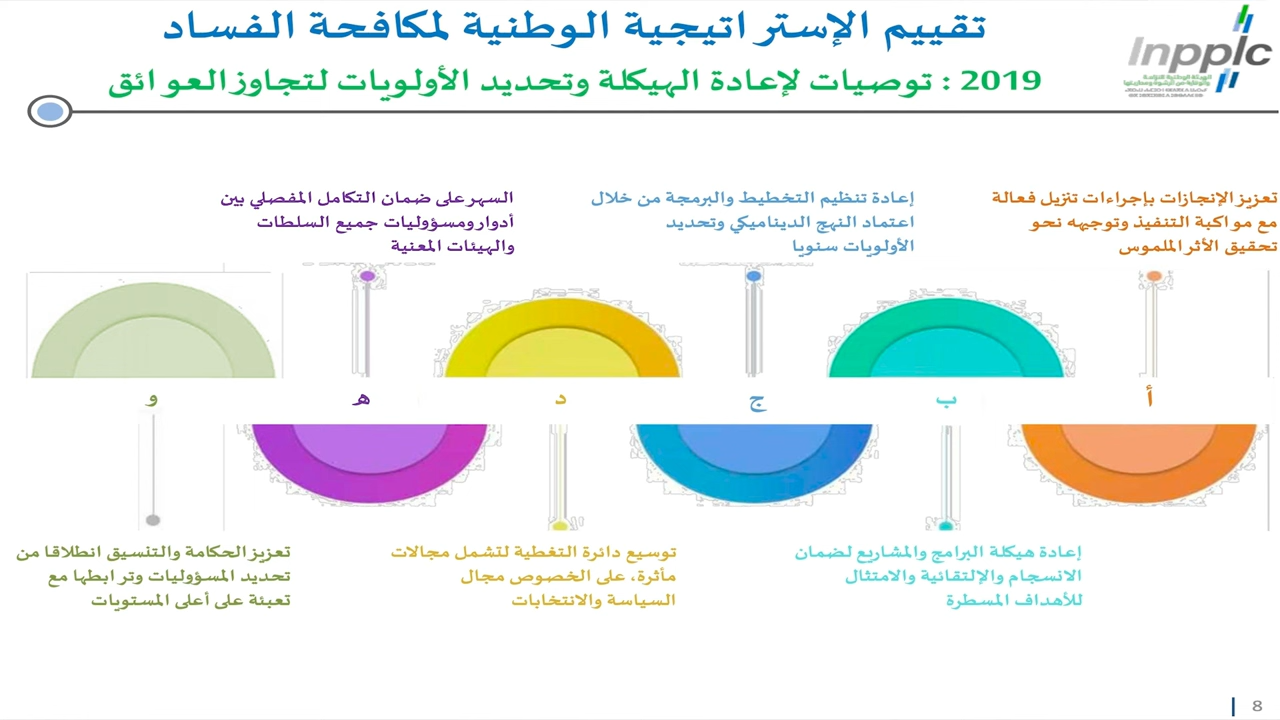 تقييم الإستراتيجية الوطنية لمكافحة الفساد
2019 : توصيات لإعادة الهيكلة وتحديد الأولويات لتجاوز العوائق
Inpplc
تعزيز الإنجازات بإجراءات تنزيل فعالة
مع مواكبة التنفيذ وتوجيهه نحو
تحقيق الأثر الملموس
إعادة تنظيم التخطيط والبرمجة من خلال
اعتماد النهج الديناميكي وتحديد
الأولويات سنويا
السهر على ضمان التكامل المفصلي بين
أدوار ومسؤوليات جميع السلطات
والهيئات المعنية
أ
ب
ج
د
هـ
و
إعادة هيكلة البرامج والمشاريع لضمان
الانسجام والإلتقائية والامتثال
للأهداف المسطرة
توسيع دائرة التغطية لتشمل مجالات
مأثرة، على الخصوص مجال
السياسة والانتخابات
تعزيز الحكامة والتنسيق انطلاقا من
تحديد المسؤوليات وترابطها مع
تعبئة على أعلى المستويات
8